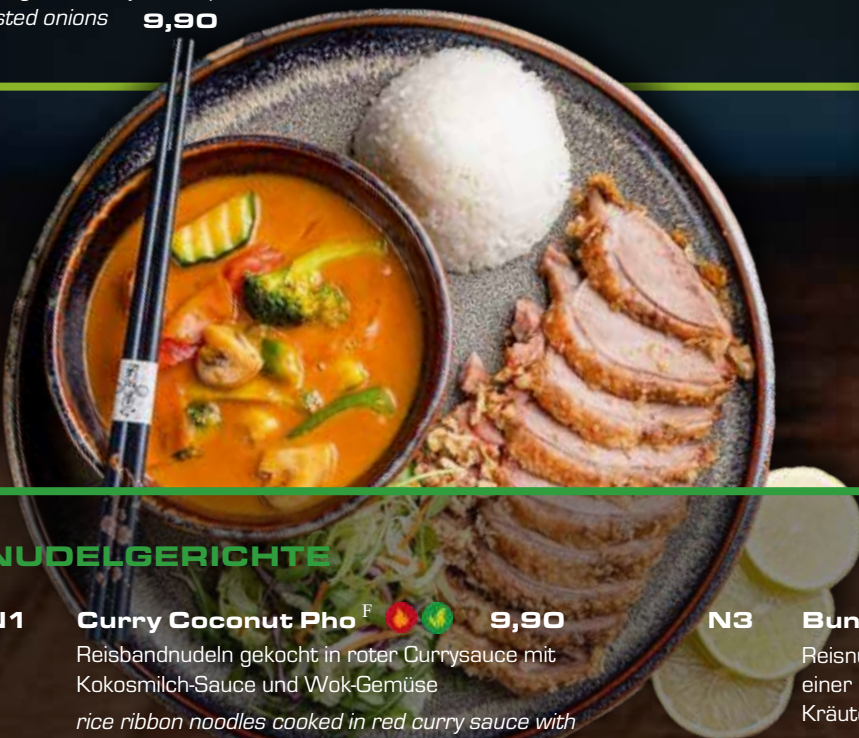 sted onions 9,90
NUDELGERICHTE
N1 Curry Coconut Pho F 9,90
Reisbandnudeln gekocht in roter Currysauce mit
Kokosmilch-Sauce und Wok-Gemüse
rice ribbon noodles cooked in red curry sauce with
N3 Bun
Reisnu
einer
Kräute